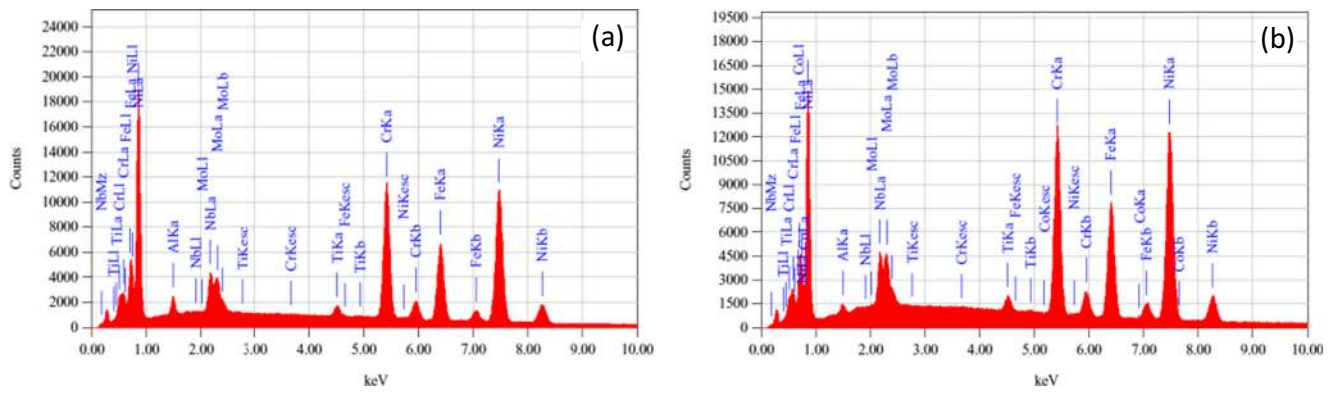 (a)
Counts
24000
22000
20000
18000
16000
14000
12000
10000
8000
6000
4000
2000
0
NbMz
TiLl
TiLa
CrLl
CrLa
FeLl
FeLa
NiLl
NiLa
AlKa
NbLl
MoLl
NbLa
MoLa
MoLb
TiKesc
CrKesc
TiKa
FeKesc
TiKb
CrKa
NiKesc
CrKb
FeKa
FeKb
NiKa
NiKb
0.00 1.00 2.00 3.00 4.00 5.00 6.00 7.00 8.00 9.00 10.00
keV
(b)
Counts
19500
18000
16500
15000
13500
12000
10500
9000
7500
6000
4500
3000
1500
0
NbMz
TiLl
TiLa
CrLl
CrLa
FeLl
FeLa
CoLl
NiLl
CoLa
NiLa
AlKa
NbLl
MoLl
NbLa
MoLa
MoLb
TiKesc
CrKesc
TiKa
FeKesc
TiKb
CoKesc
CrKa
NiKesc
CrKb
FeKa
CoKa
FeKb
NiKa
CoKb
NiKb
0.00 1.00 2.00 3.00 4.00 5.00 6.00 7.00 8.00 9.00 10.00
keV